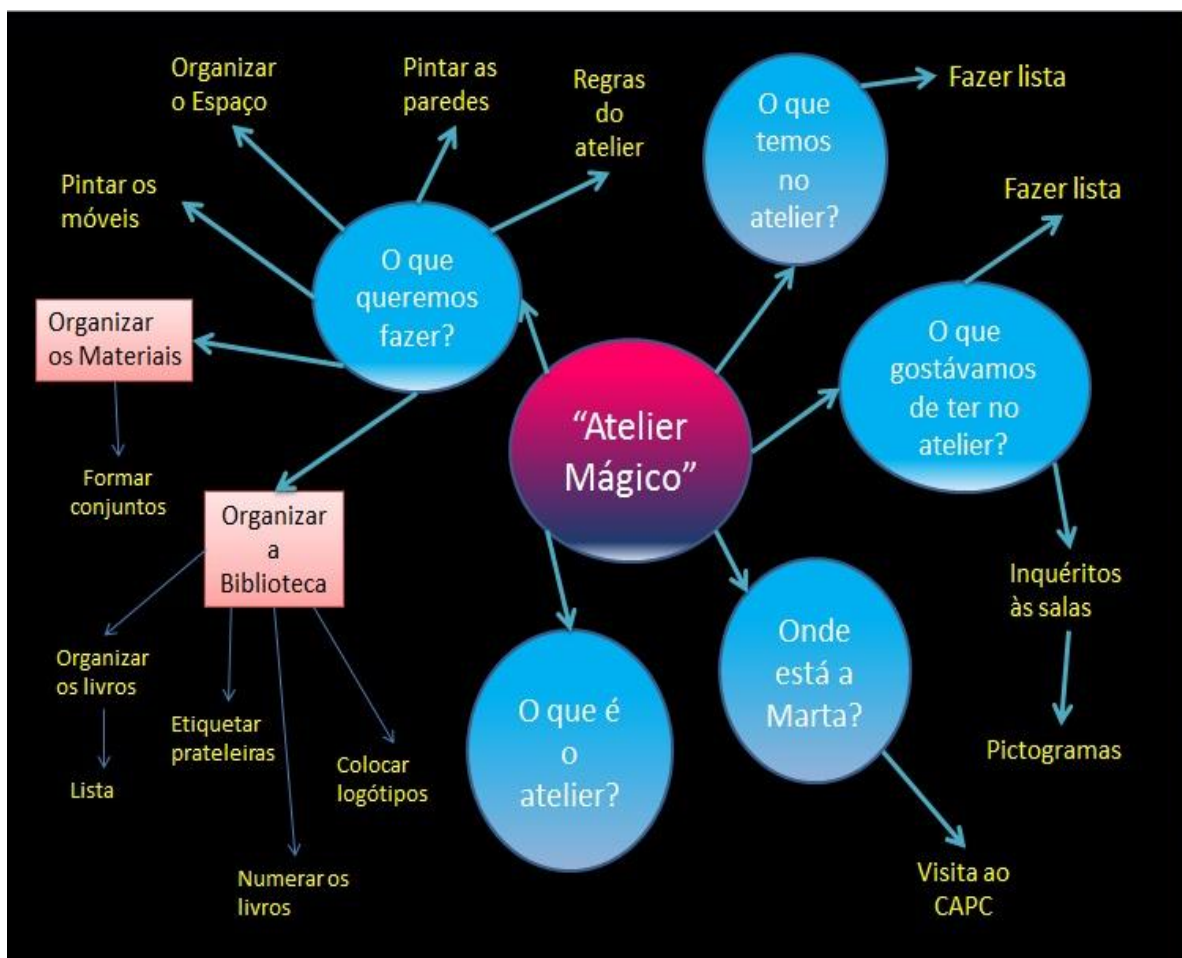 Organizar
o Espaço
Pintar as
paredes
Regras
do
atelier
O que
temos
no
atelier?
Fazer lista
Pintar os
móveis
O que
queremos
fazer?
Fazer lista
Organizar
os Materiais
O que
gostávamos
de ter no
atelier?
"Atelier
Mágico"
Formar
conjuntos
Organizar
a
Biblioteca
Inquéritos
às salas
Onde
está a
Marta?
Organizar
os livros
O que é
o
atelier?
Etiquetar
prateleiras
Colocar
logótipos
Pictogramas
Lista
Numerar os
livros
Visita ao
CAPC